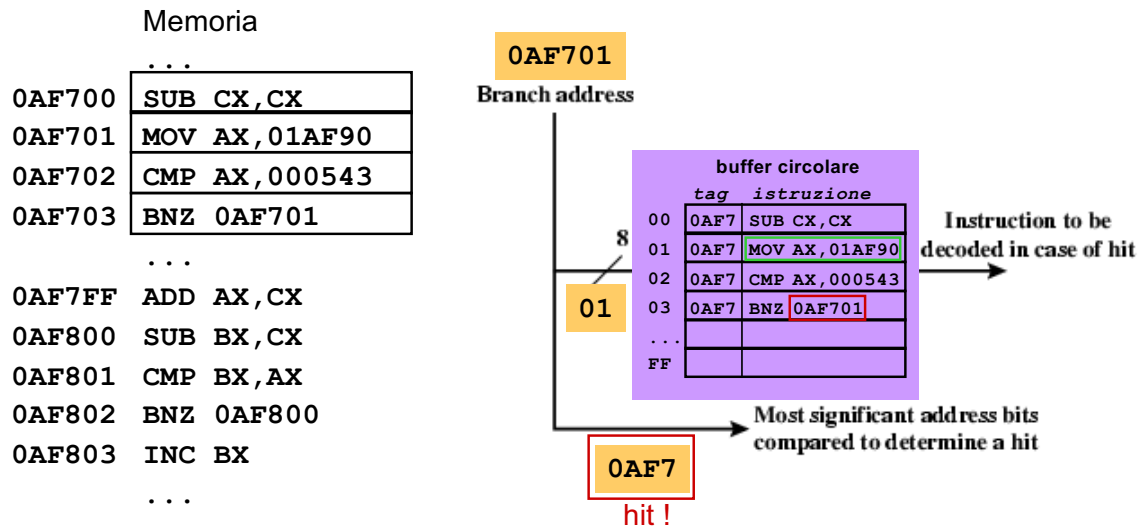 Memoria
...
0AF700 SUB CX,CX
0AF701 MOV AX,01AF90
0AF702 CMP AX,000543
0AF703 BNZ 0AF701
...
0AF7FF ADD AX,CX
0AF800 SUB BX,CX
0AF801 CMP BX,AX
0AF802 BNZ 0AF800
0AF803 INC BX
...
0AF701
Branch address
8
01
buffer circolare
tag istruzione
00 0AF7 SUB CX,CX
01 0AF7 MOV AX,01AF90
02 0AF7 CMP AX,000543
03 0AF7 BNZ 0AF701
...
FF
Instruction to be
decoded in case of hit
Most significant address bits
compared to determine a hit
0AF7
hit !